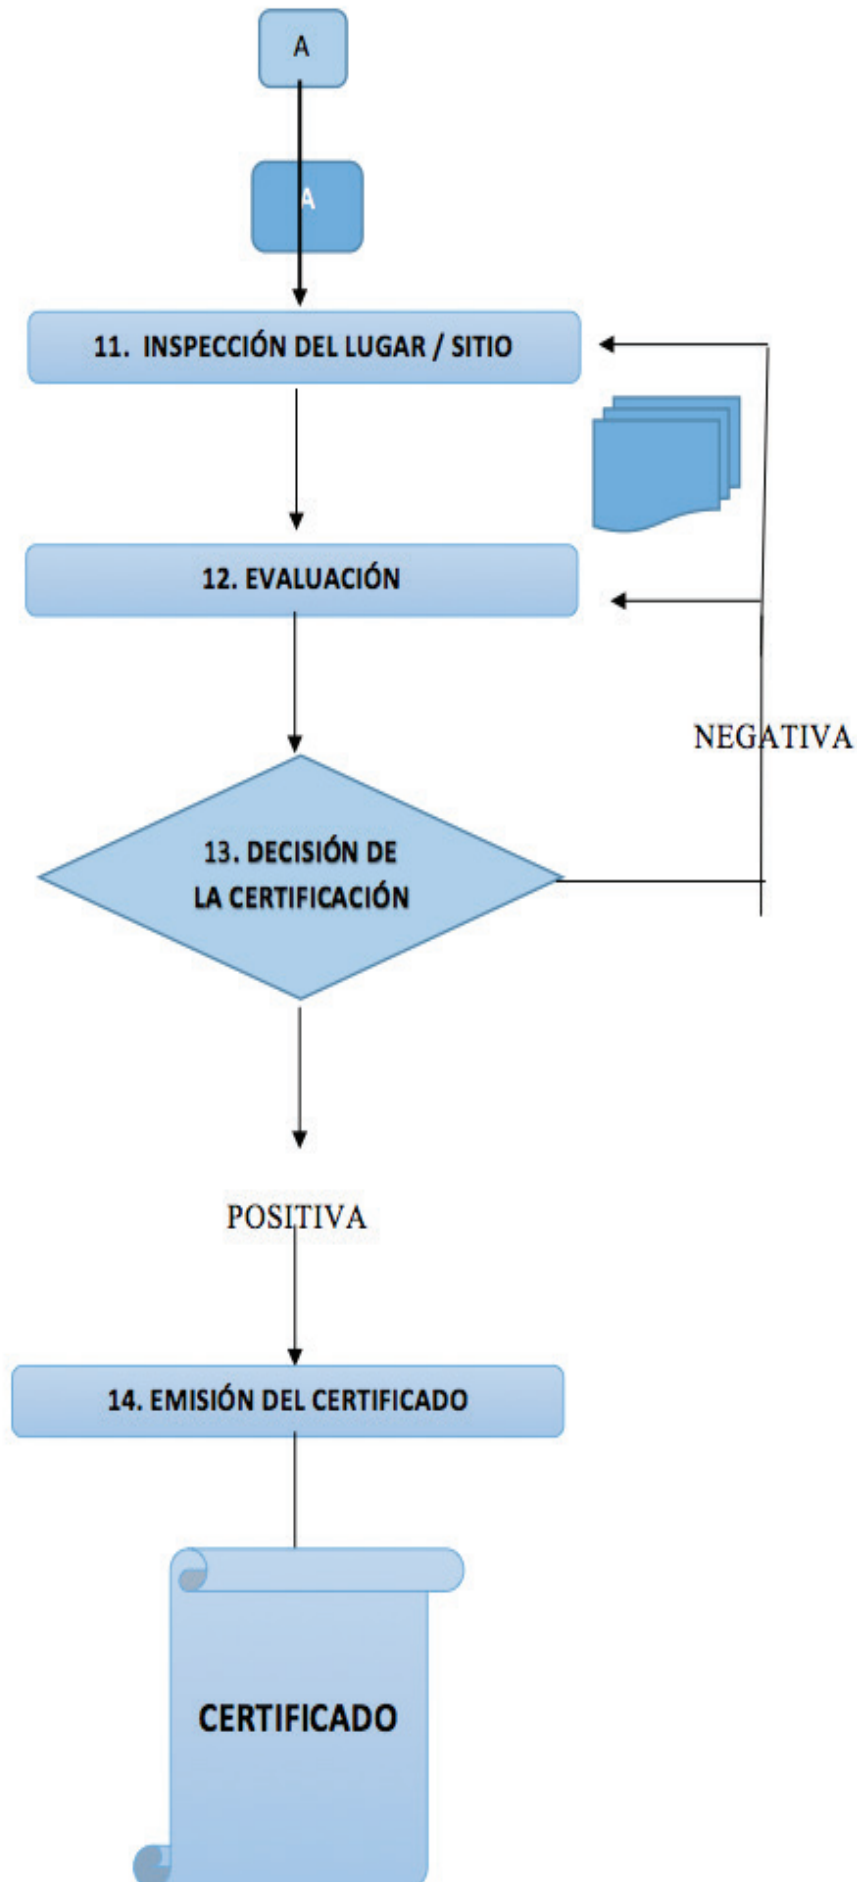 A
A
11. INSPECCIÓN DEL LUGAR / SITIO
12. EVALUACIÓN
NEGATIVA
13. DECISIÓN DE
LA CERTIFICACIÓN
POSITIVA
14. EMISIÓN DEL CERTIFICADO
CERTIFICADO